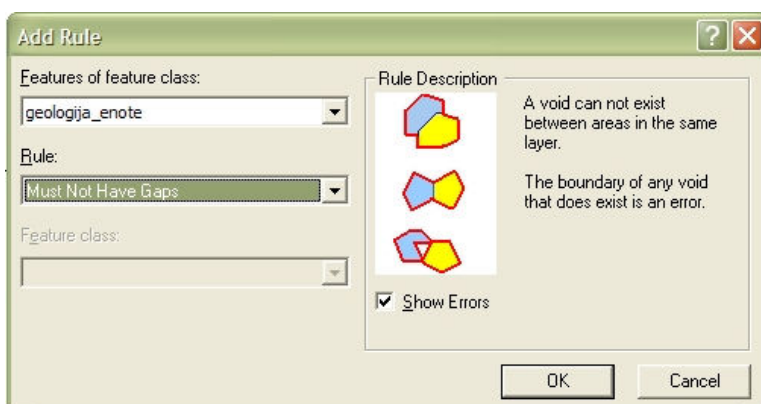 Add Rule
Features of feature class:
geologija_enote
Rule:
Must Not Have Gaps
Feature class:
Rule Description
A void can not exist
between areas in the same
layer.
The boundary of any void
that does exist is an error.
Show Errors
OK
Cancel